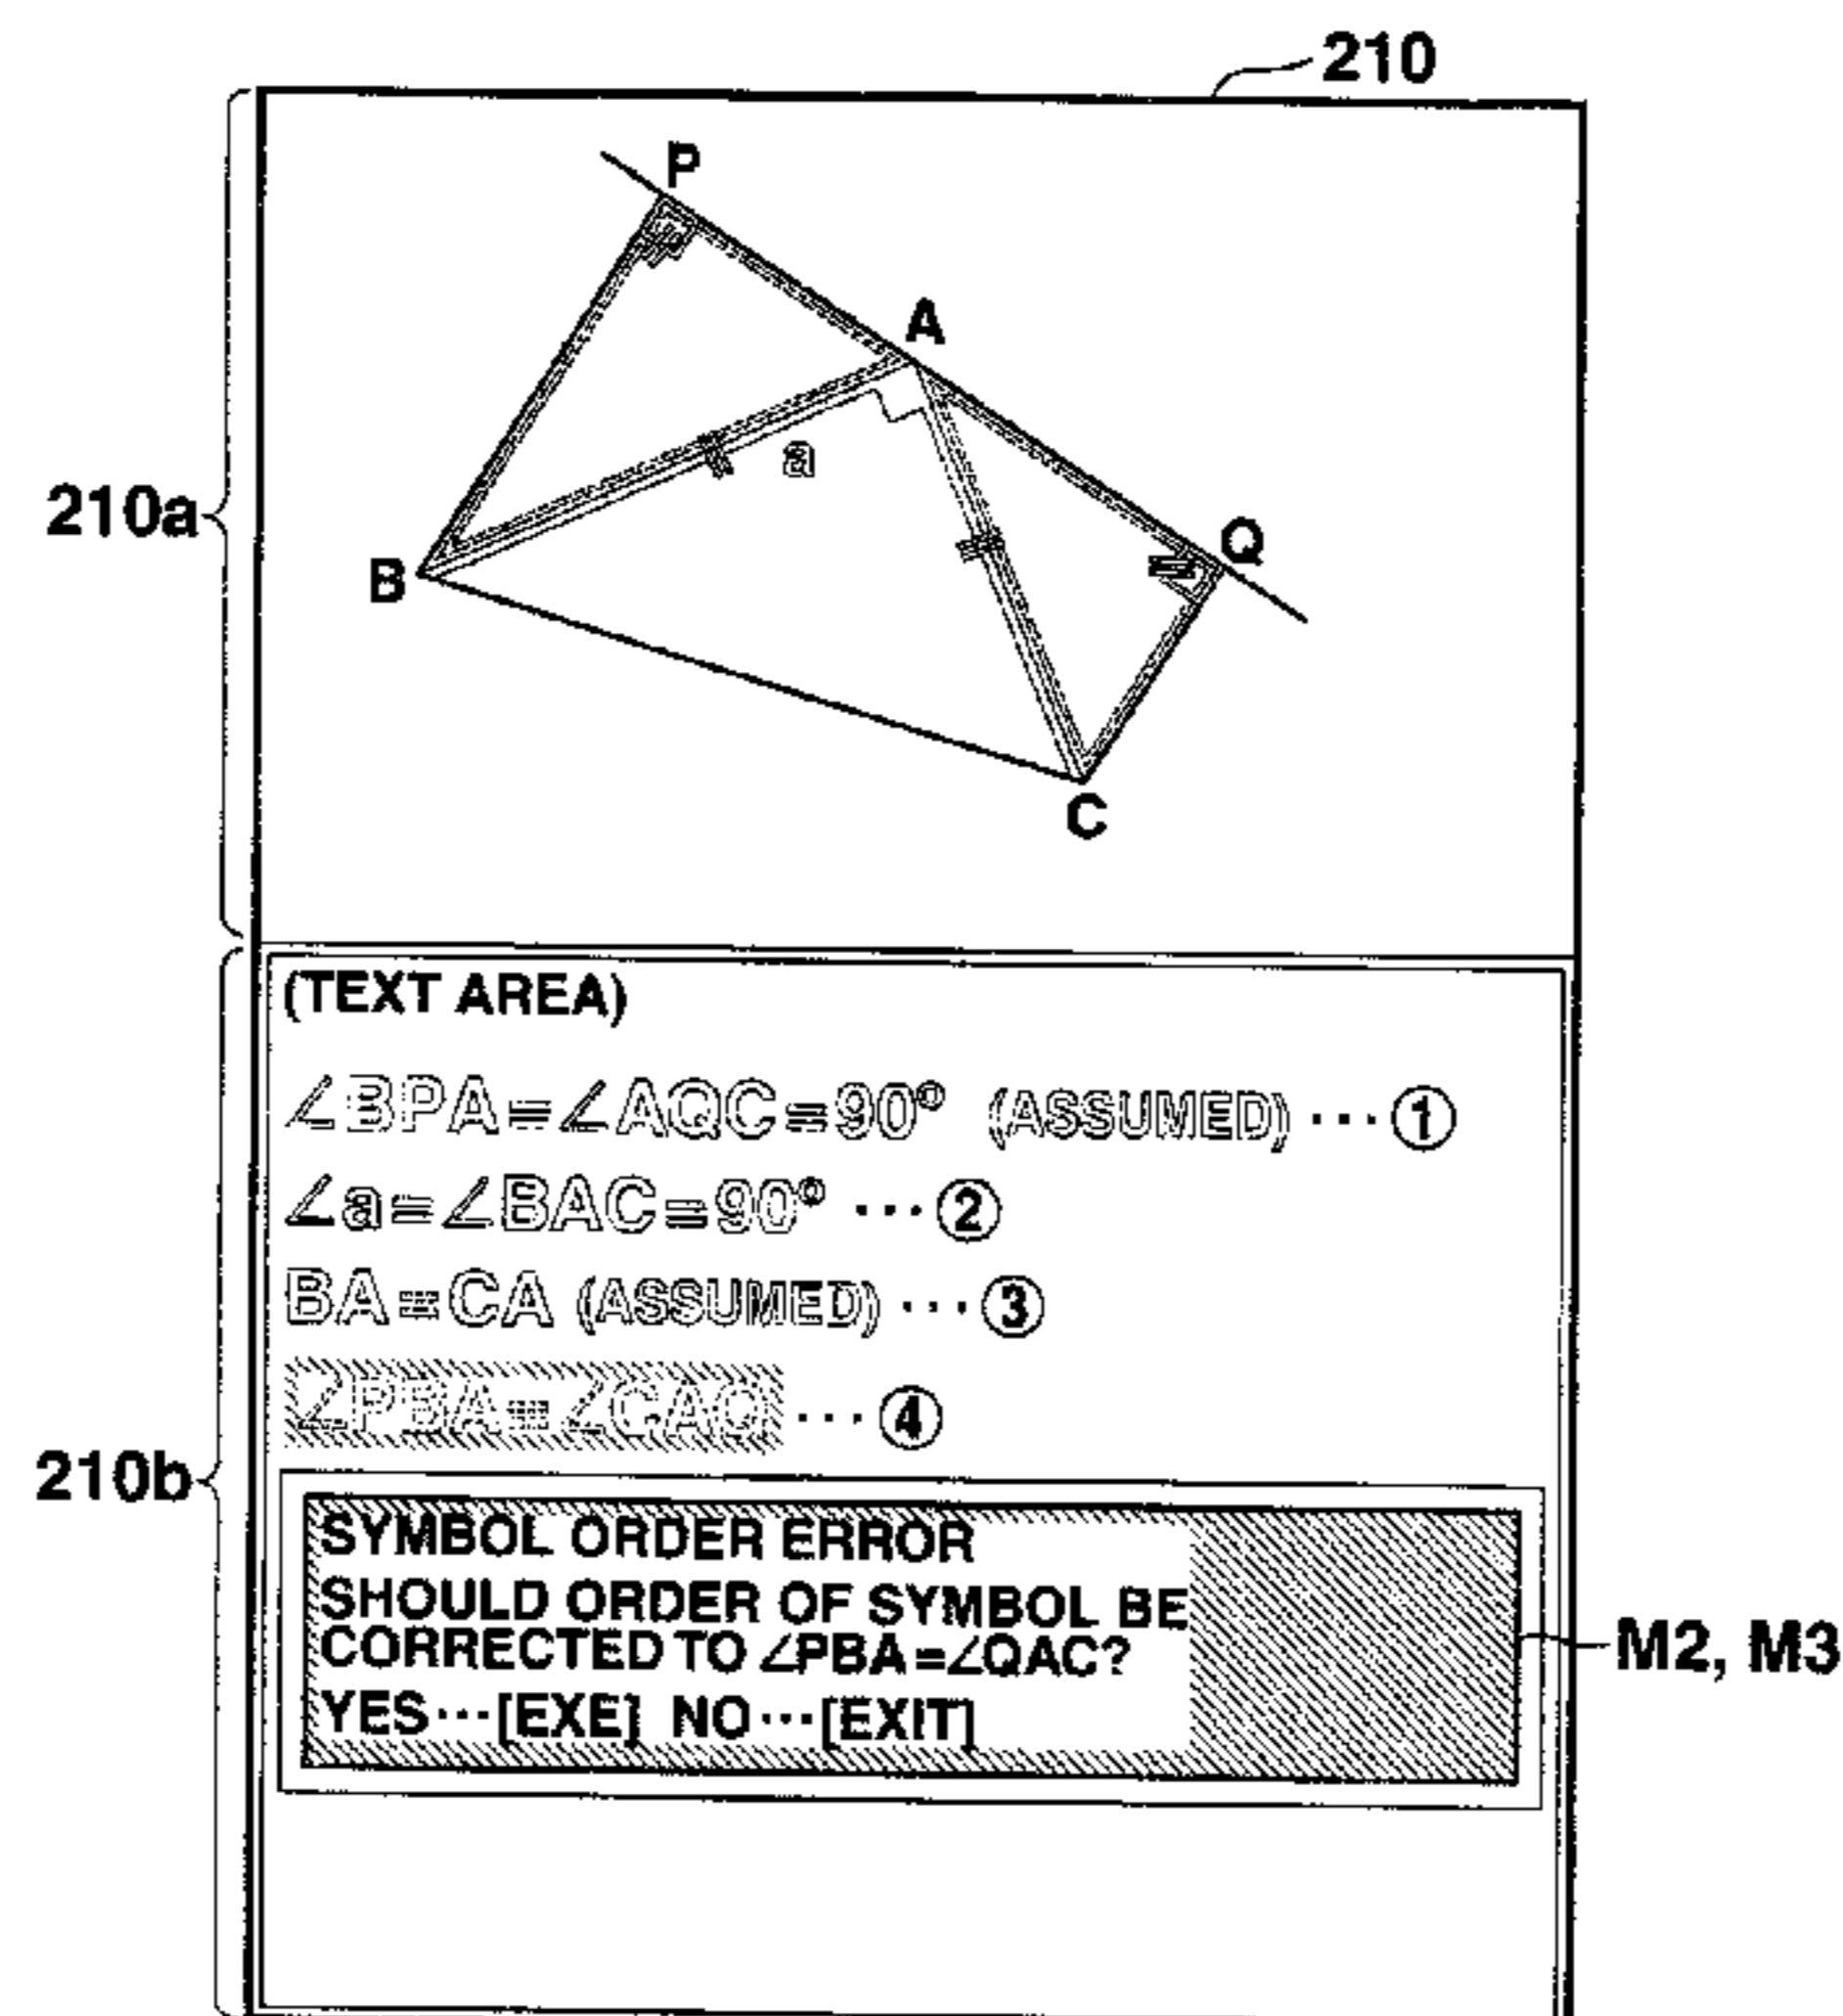 210
P
A
a
210a
Q
B
C
(TEXT AREA)
∠BPA=∠AQC=90° (ASSUMED) ···①
∠a=∠BAC=90° ···②
BA=CA (ASSUMED) ···③
∠PBA=∠CAQ ···④
210b
SYMBOL ORDER ERROR
SHOULD ORDER OF SYMBOL BE
CORRECTED TO ∠PBA=∠QAC?
YES···[EXE] NO···[EXIT]
M2, M3